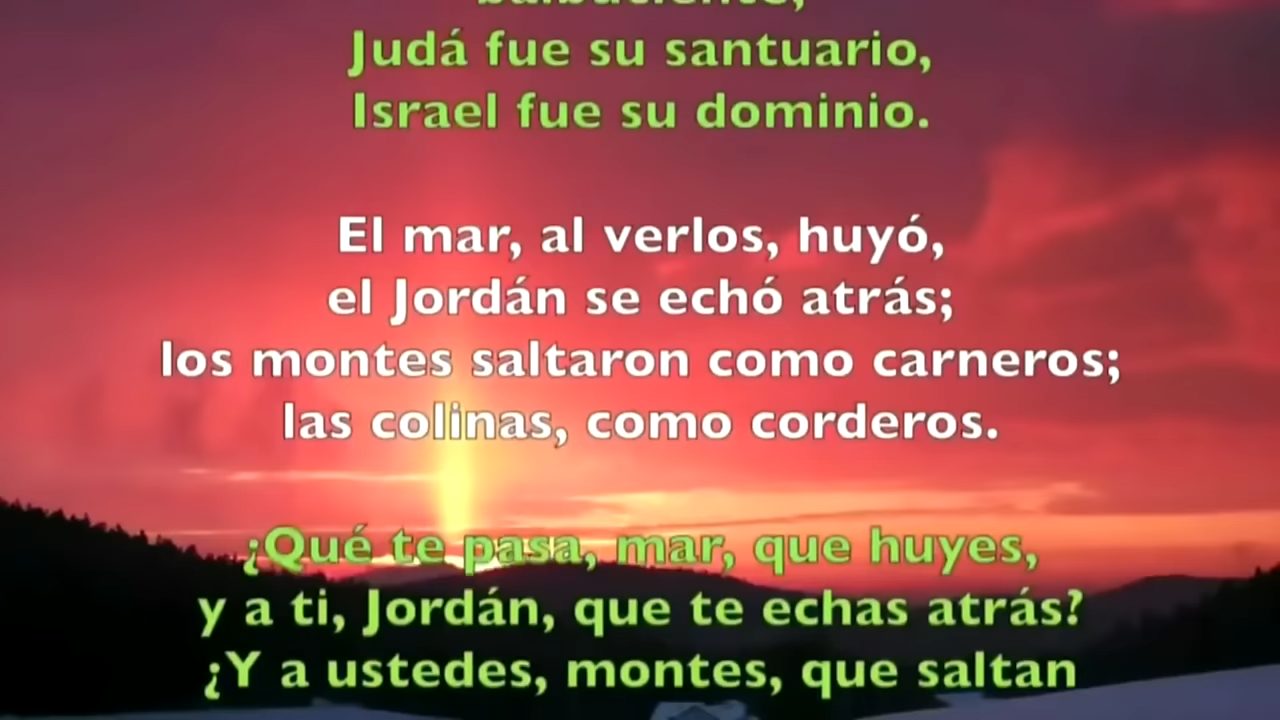 balbuciente,
Judá fue su santuario,
Israel fue su dominio.
El mar, al verlos, huyó,
el Jordán se echó atrás;
los montes saltaron como carneros;
las colinas, como corderos.
¿Qué te pasa, mar, que huyes,
y a ti, Jordán, que te echas atrás?
¿Y a ustedes, montes, que saltan